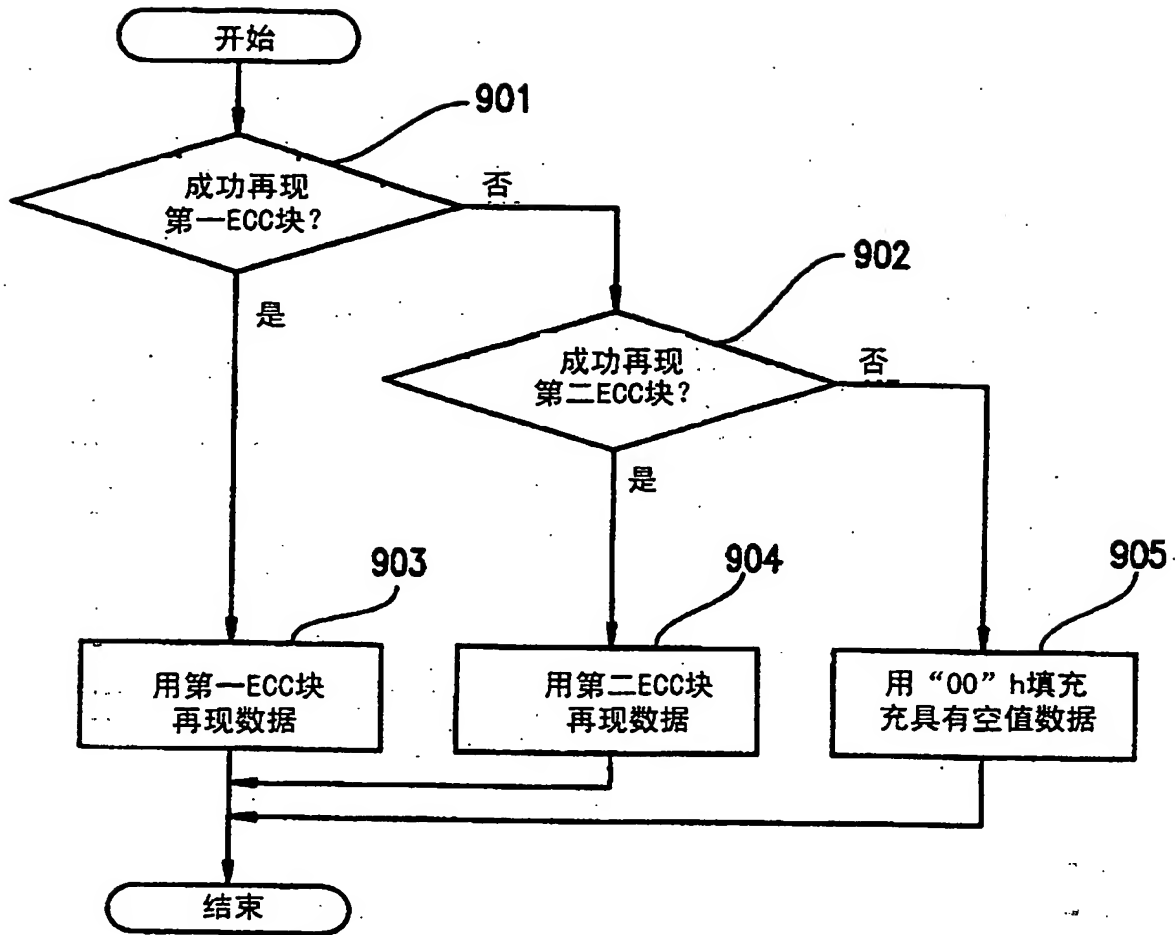 开始
901
成功再现
第一ECC块？
否
是
902
成功再现
第二ECC块？
否
是
903
用第一ECC块
再现数据
904
用第二ECC块
再现数据
905
用“00”h填充
充具有空值数据
结束